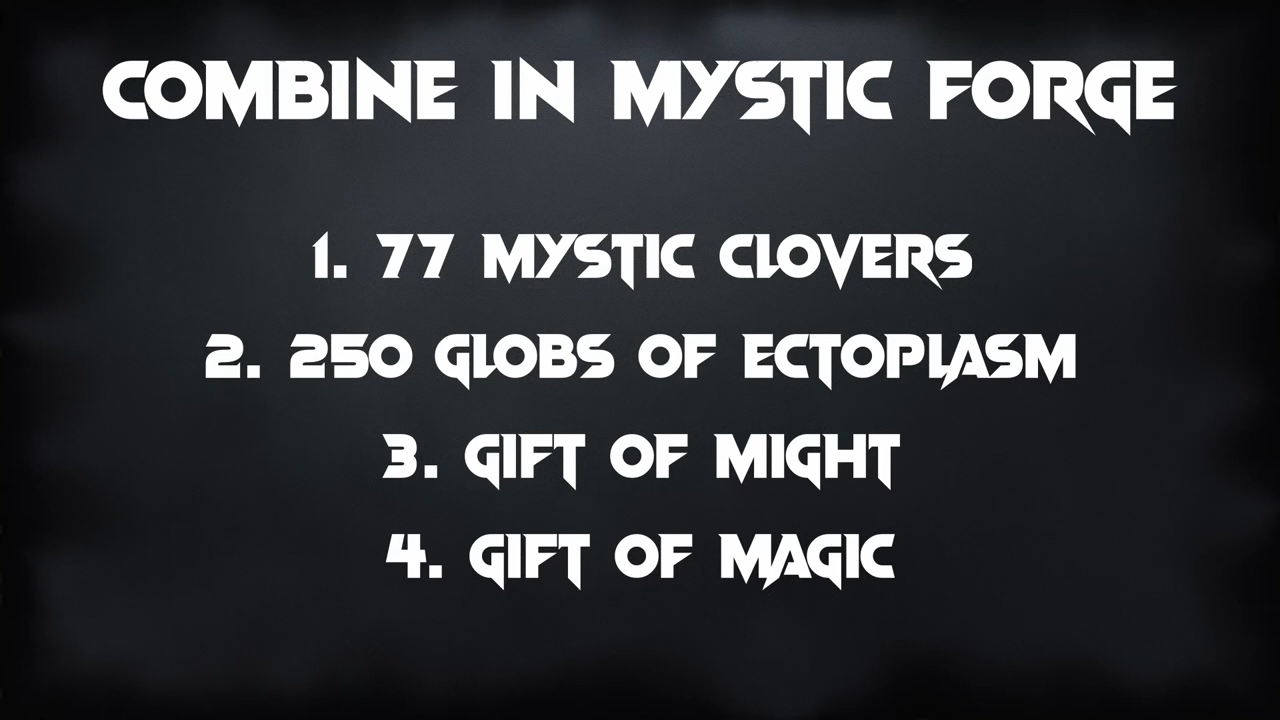 COMBINE IN MYSTIC FORGE
1. 77 MYSTIC CLOVERS
2. 250 GLOBS OF ECTOPLASM
3. GIFT OF MIGHT
4. GIFT OF MAGIC